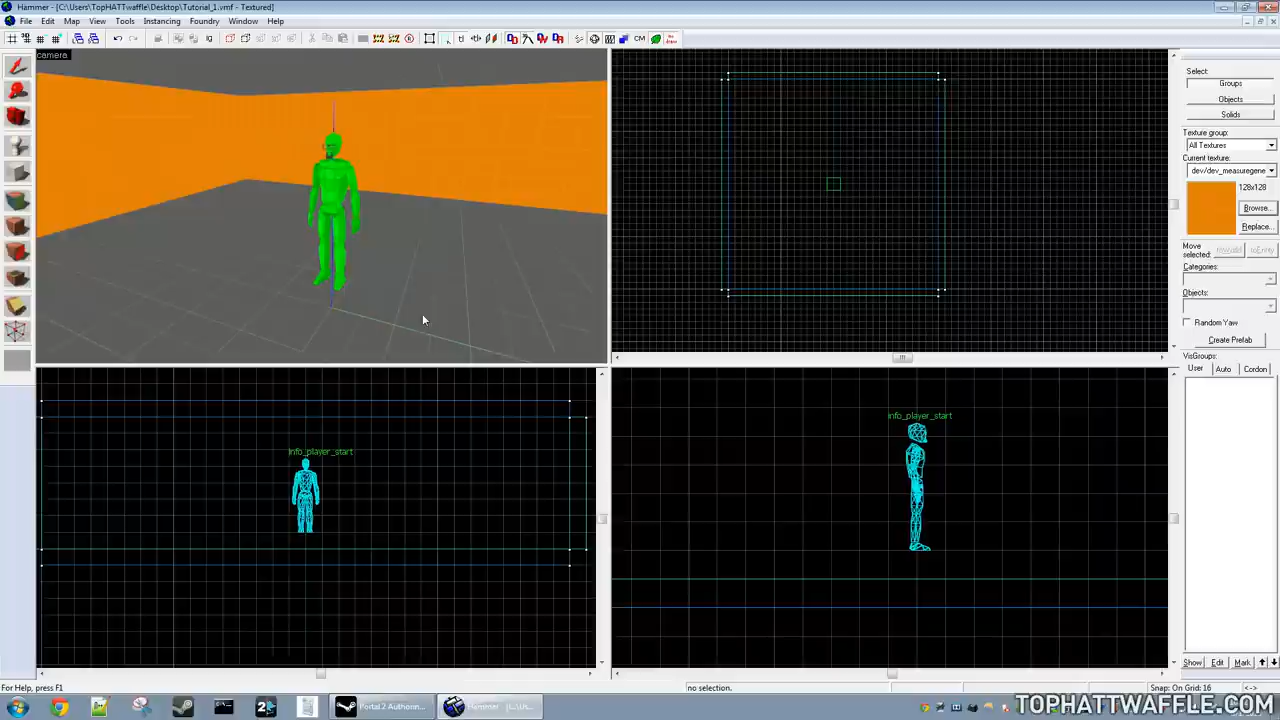 Hammer - [C:\Users\TopHATTwaffle\Desktop\Tutorial_1.vmf - Textured]
File Edit Map View Tools Instancing Foundry Window Help
camera
Select:
Groups
Objects
Solids
Texture group:
All Textures
Current texture:
dev/dev_measuregene
128x128
Browse...
Replace...
Move selected:
toWorld
toEntity
Categories:
Objects:
Random Yaw
Create Prefab
VisGroups:
User Auto Cordon
info_player_start
info_player_start
Show Edit Mark
For Help, press F1
no selection.
Snap: On Grid: 16
<->
Portal 2 Authorin...
Hammer - [C:\Us...
TOPHATTWAFFLE.COM